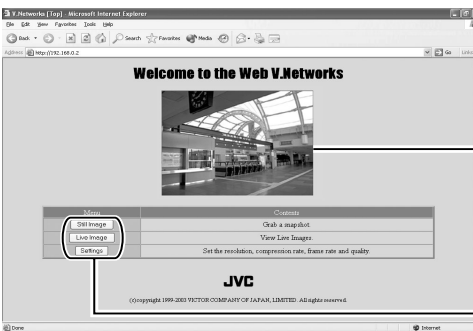 V.Networks [Top] - Microsoft Internet Explorer
File Edit View Favorites Tools Help
Back Search Favorites Media
Address http://192.168.0.2 Go Links
Welcome to the Web V.Networks
Menu Contents
Still Image Grab a snapshot.
Live Image View Live Images.
Settings Set the resolution, compression rate, frame rate and quality.
JVC
(c)copyright 1999-2003 VICTOR COMPANY OF JAPAN, LIMITED. All rights reserved.
Done Internet